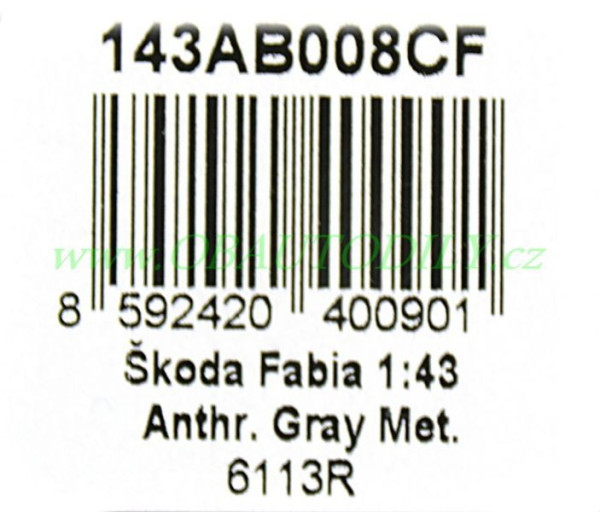 143AB008CF
www.OBAUTODILY.cz
8 592420 400901
Škoda Fabia 1:43
Anthr. Gray Met.
6113R